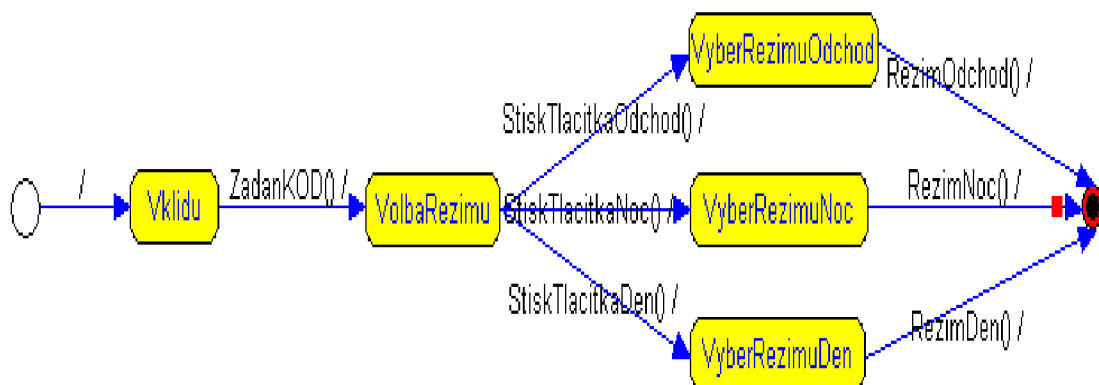 VyberRezimuOdchod
RezimOdchod() /
StiskTlacitkaOdchod() /
/
Vklidu
ZadanKOD() /
VolbaRezimu
StiskTlacitkaNoc() /
VyberRezimuNoc
RezimNoc() /
StiskTlacitkaDen() /
VyberRezimuDen
RezimDen() /